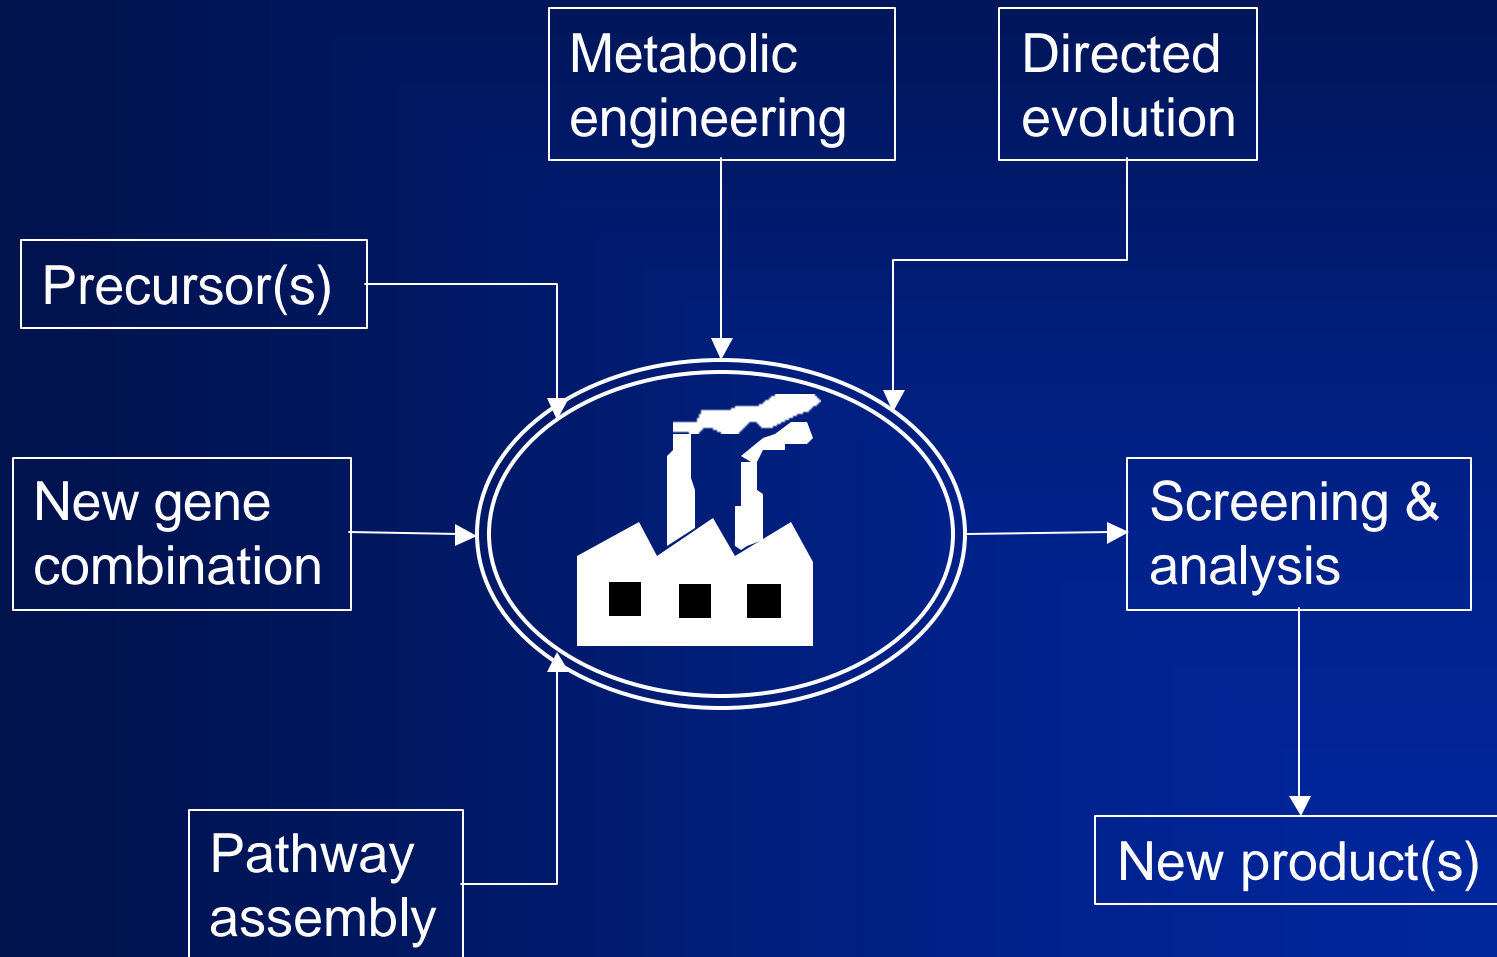 Metabolic
engineering
Directed
evolution
Precursor(s)
New gene
combination
Screening &
analysis
Pathway
assembly
New product(s)